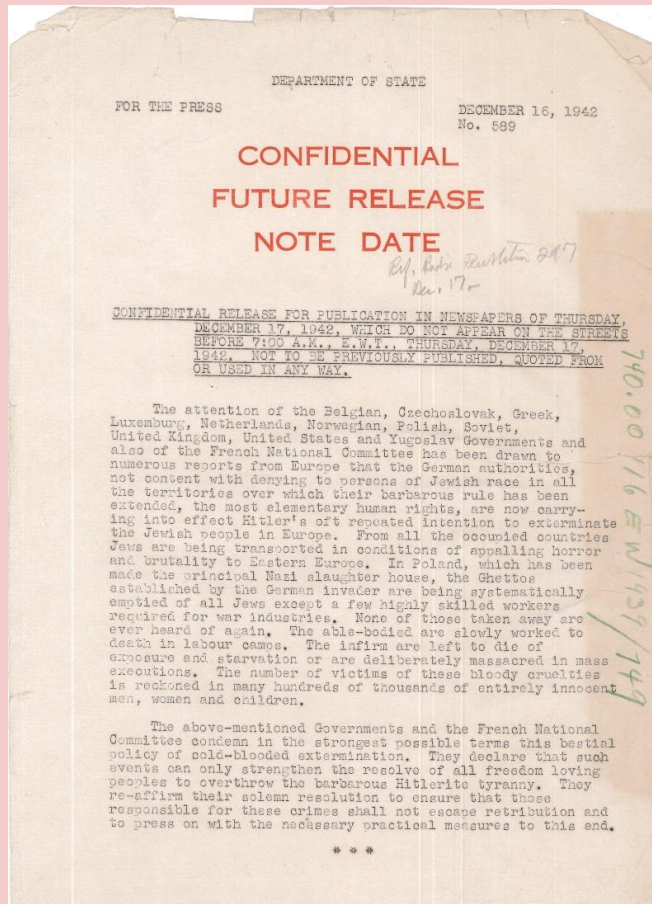 DEPARTMENT OF STATE
FOR THE PRESS
DECEMBER 16, 1942
No. 589
CONFIDENTIAL
FUTURE RELEASE
NOTE DATE
Dec. 17
CONFIDENTIAL RELEASE FOR PUBLICATION IN NEWSPAPERS OF THURSDAY,
DECEMBER 17, 1942, WHICH DO NOT APPEAR ON THE STREETS
BEFORE 7:00 A.M., E.W.T., THURSDAY, DECEMBER 17,
1942. NOT TO BE PREVIOUSLY PUBLISHED, QUOTED FROM
OR USED IN ANY WAY.
The attention of the Belgian, Czechoslovak, Greek,
Luxemburg, Netherlands, Norwegian, Polish, Soviet,
United Kingdom, United States and Yugoslav Governments and
also of the French National Committee has been drawn to
numerous reports from Europe that the German authorities,
not content with denying to persons of Jewish race in all
the territories over which their barbarous rule has been
extended, the most elementary human rights, are now carry-
ing into effect Hitler's oft repeated intention to exterminate
the Jewish people in Europe. From all the occupied countries
Jews are being transported in conditions of appalling horror
and brutality to Eastern Europe. In Poland, which has been
made the principal Nazi slaughter house, the Ghettos
established by the German invader are being systematically
emptied of all Jews except a few highly skilled workers
required for war industries. None of those taken away are
ever heard of again. The able-bodied are slowly worked to
death in labour camps. The infirm are left to die of
exposure and starvation or are deliberately massacred in mass
executions. The number of victims of these bloody cruelties
is reckoned in many hundreds of thousands of entirely innocent
men, women and children.
The above-mentioned Governments and the French National
Committee condemn in the strongest possible terms this bestial
policy of cold-blooded extermination. They declare that such
events can only strengthen the resolve of all freedom loving
peoples to overthrow the barbarous Hitlerite tyranny. They
re-affirm their solemn resolution to ensure that those
responsible for these crimes shall not escape retribution and
to press on with the necessary practical measures to this end.
* * *
740.00116 E W 1939/749